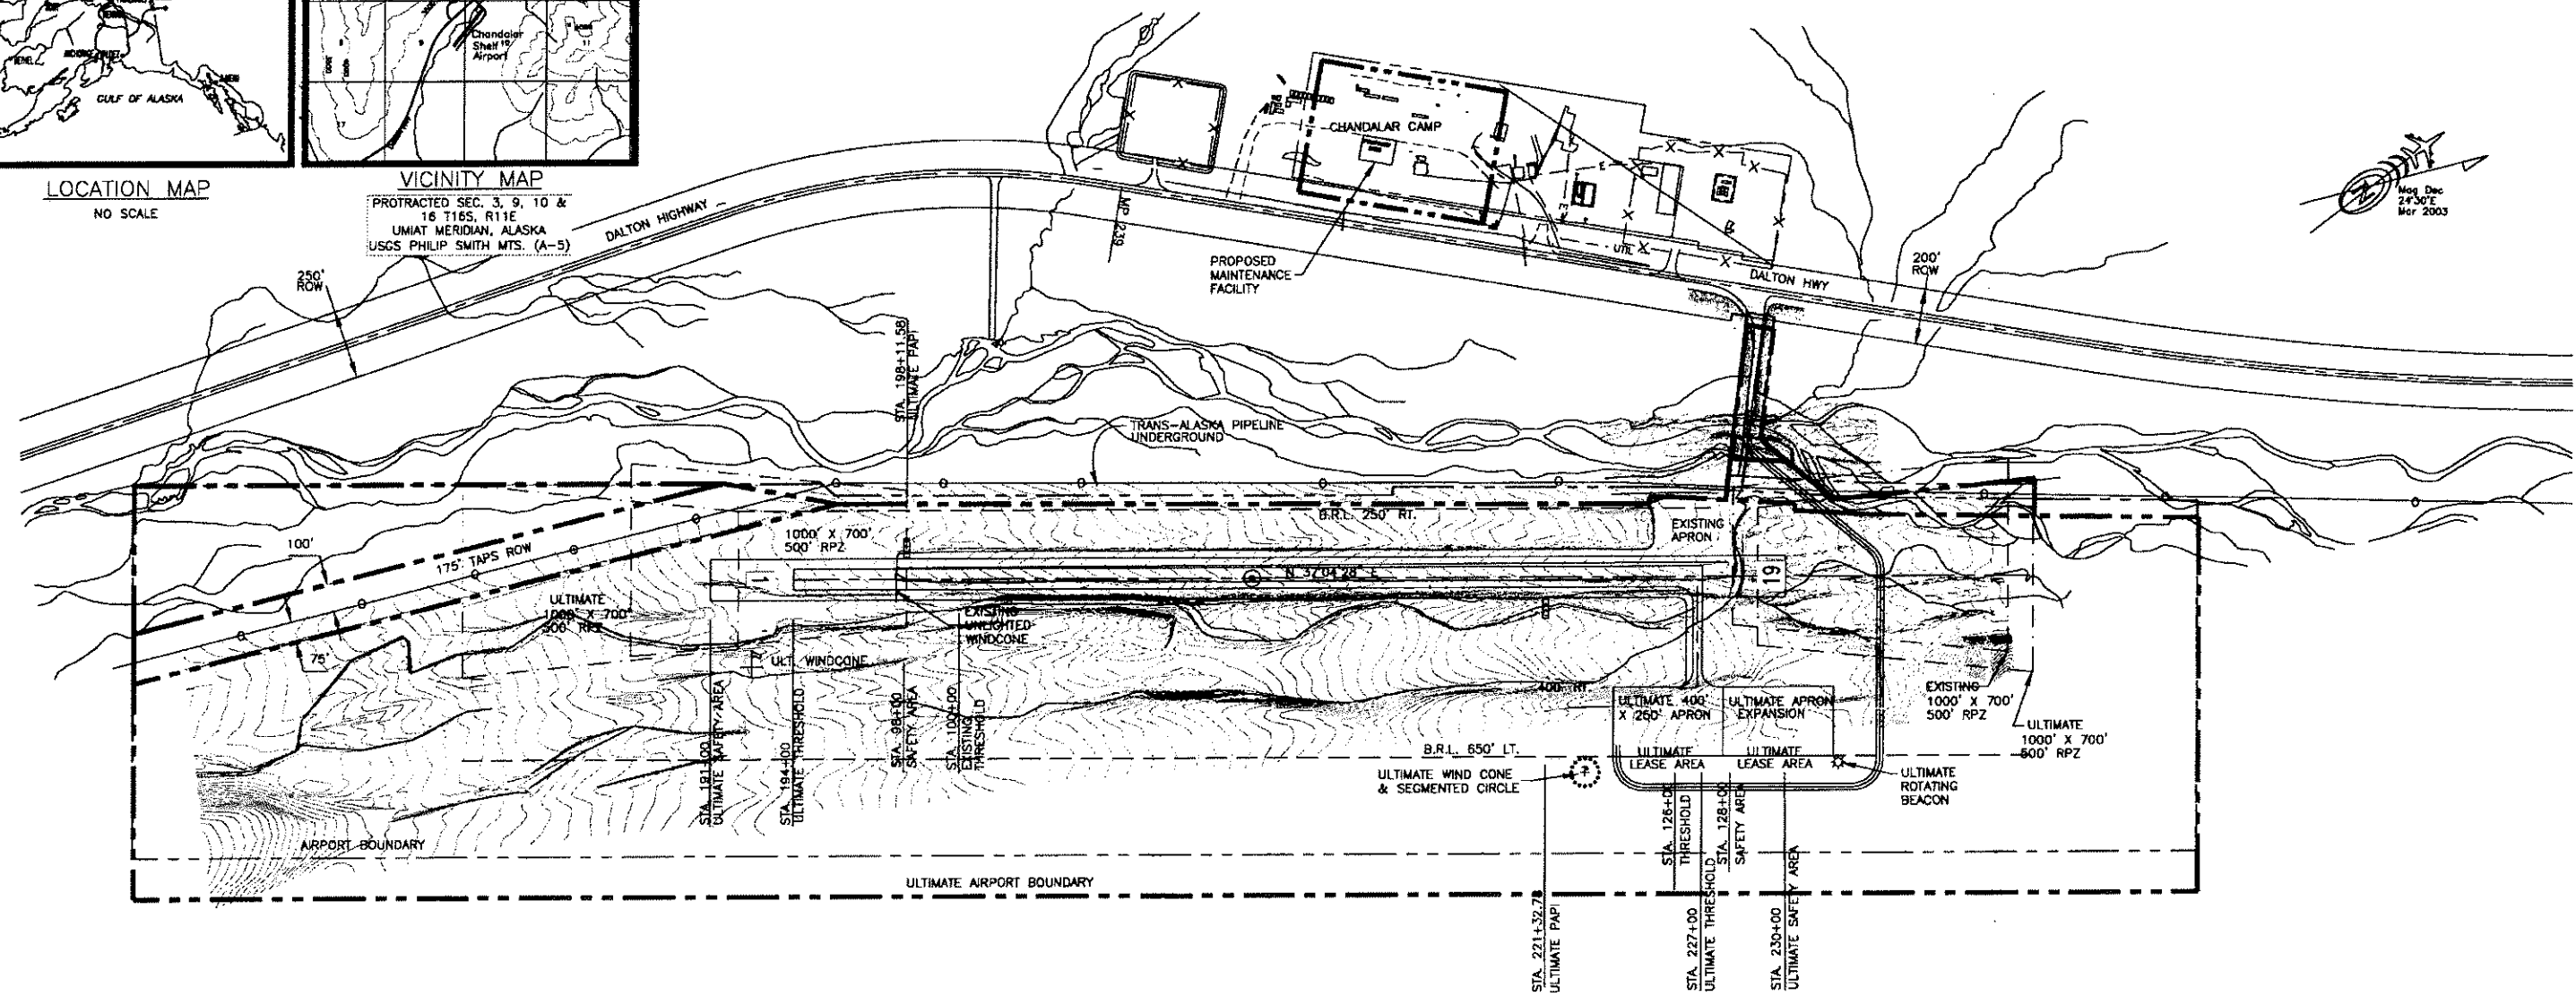 GULF OF ALASKA
LOCATION MAP
NO SCALE
Chandalar
Shelf
Airport
VICINITY MAP
PROTRACTED SEC. 3, 9, 10 &
16 T16S, R11E
UMIAT MERIDIAN, ALASKA
USGS PHILIP SMITH MTS. (A-5)
DALTON HIGHWAY
250'
ROW
MP 239
CHANDALAR CAMP
PROPOSED
MAINTENANCE
FACILITY
UTIL
DALTON HWY
200'
ROW
Mag Dec
24°30'E
Mar 2003
STA. 198+11.58
ULTIMATE PAPI
TRANS-ALASKA PIPELINE
UNDERGROUND
B.R.L. 250' RT.
EXISTING
APRON
1000' X 700'
500' RPZ
100'
175' TAPS ROW
75'
ULTIMATE
1000' X 700'
500' RPZ
19
EXISTING
UNLIGHTED
WINDCONE
ULT. WINDCONE
400' RT.
STA. 191+00
ULTIMATE SAFETY AREA
STA. 194+00
ULTIMATE THRESHOLD
STA. 98+00
SAFETY AREA
STA. 100+00
EXISTING
THRESHOLD
ULTIMATE 400'
X 260' APRON
ULTIMATE APRON
EXPANSION
EXISTING
1000' X 700'
500' RPZ
ULTIMATE
1000' X 700'
500' RPZ
B.R.L. 650' LT.
ULTIMATE
LEASE AREA
ULTIMATE
LEASE AREA
ULTIMATE WIND CONE
& SEGMENTED CIRCLE
ULTIMATE
ROTATING
BEACON
AIRPORT BOUNDARY
ULTIMATE AIRPORT BOUNDARY
STA. 221+32.78
ULTIMATE PAPI
THRESHOLD
STA. 128+00
SAFETY AREA
STA. 227+00
ULTIMATE THRESHOLD
STA. 230+00
ULTIMATE SAFETY AREA